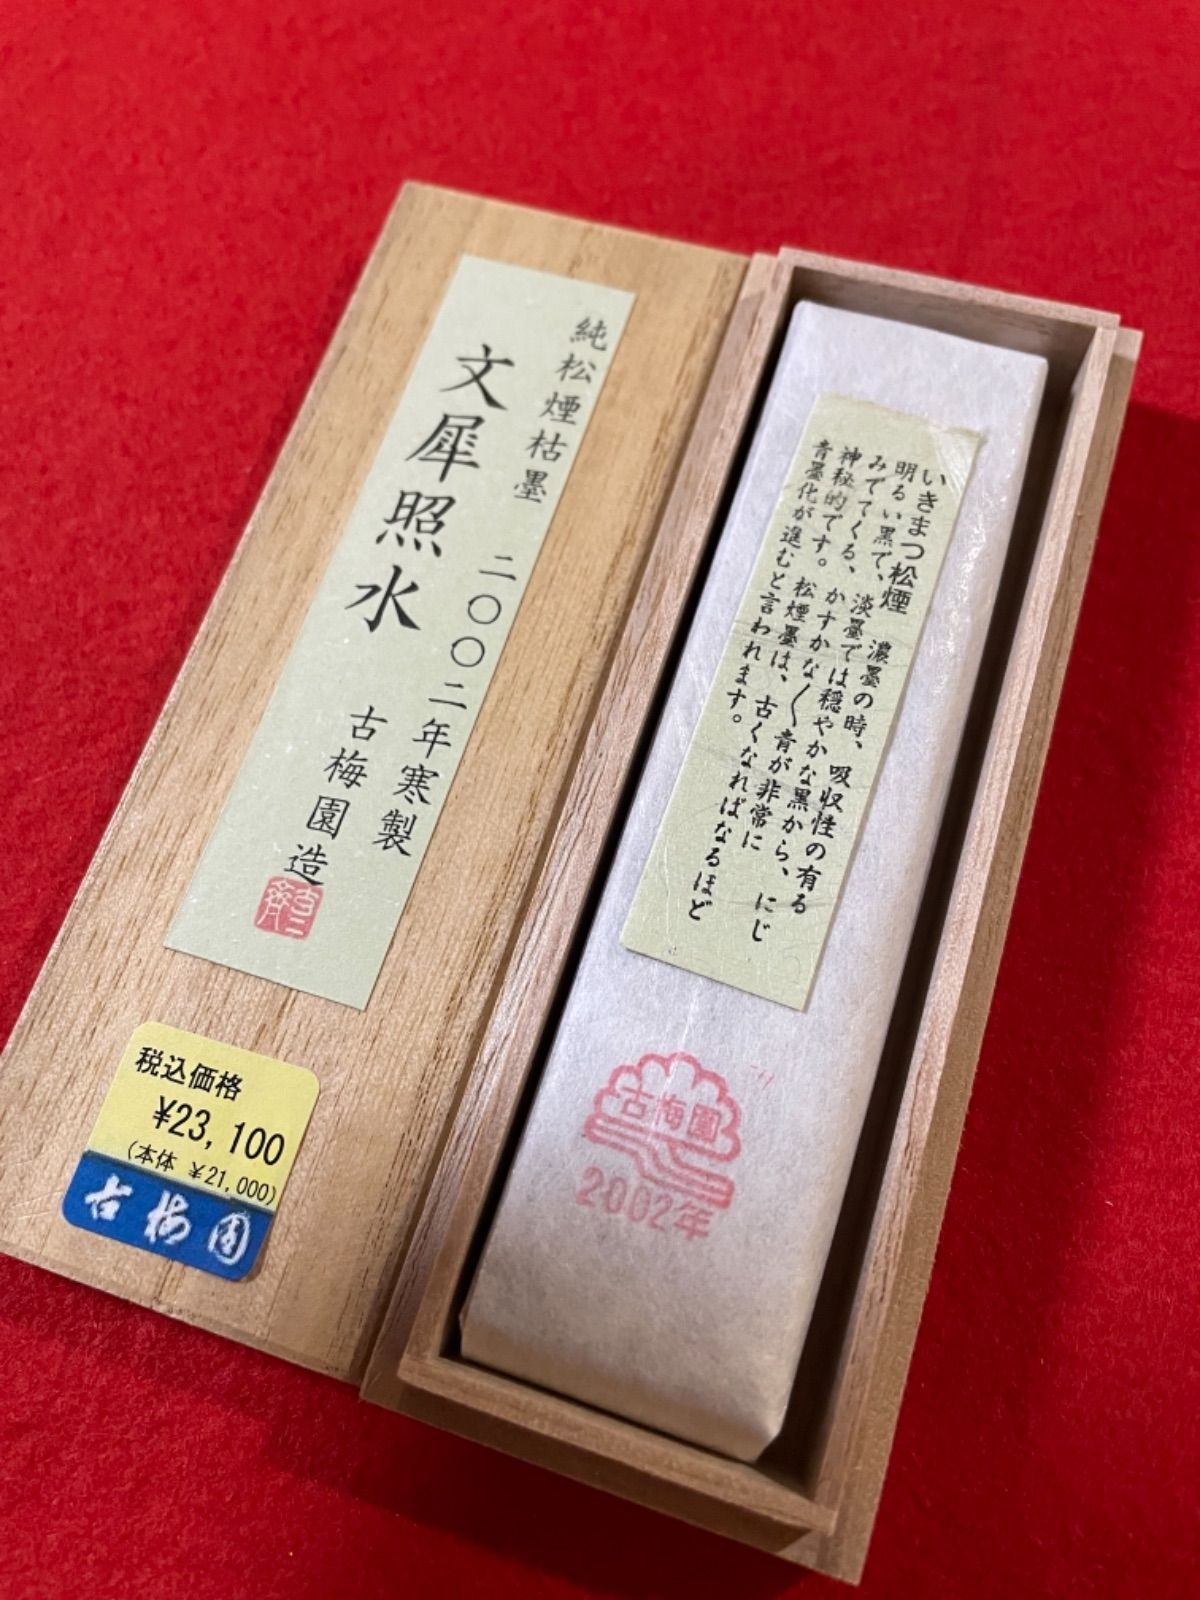 純松煙枯墨 二〇〇二年寒製
文犀照水 古梅園造
税込価格
¥23,100
(本体 ¥21,000)
古梅園
いきまつ松煙
濃墨の時、吸収性の有る
明るい黒で、淡墨では穏やかな黒から、にじ
みでてくる、かすかな〱青が非常に
神秘的です。松煙墨は、古くなればなるほど
青墨化が進むと言われます。
古梅園
2002年